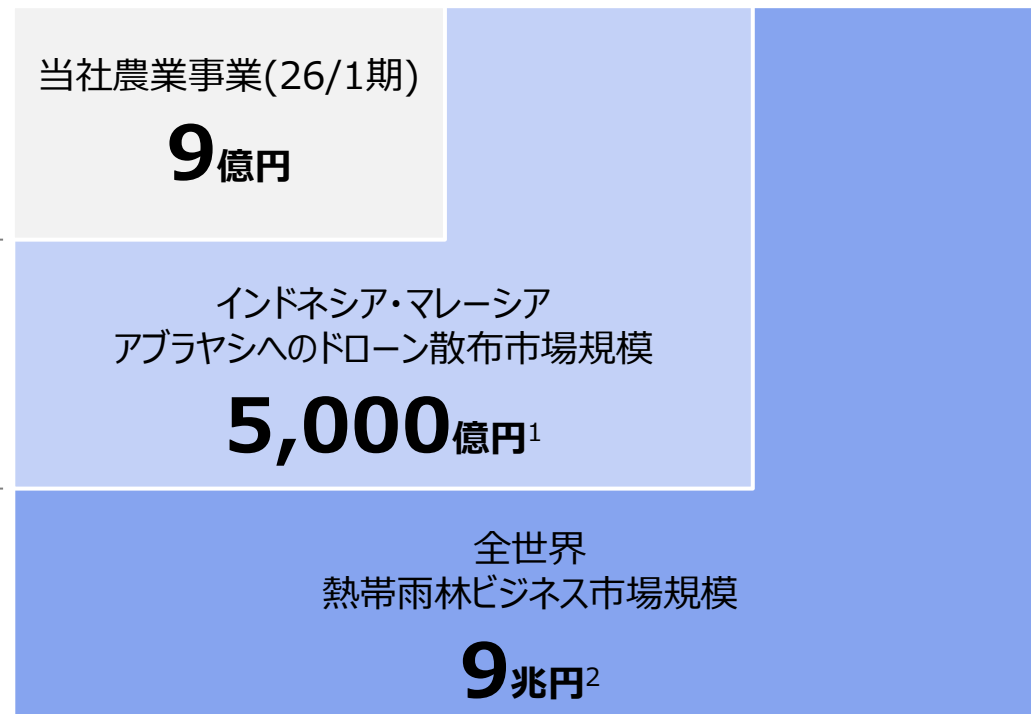 当社農業事業(26/1期)
9億円
インドネシア・マレーシア
アブラヤシへのドローン散布市場規模
5,000億円1
全世界
熱帯雨林ビジネス市場規模
9兆円2